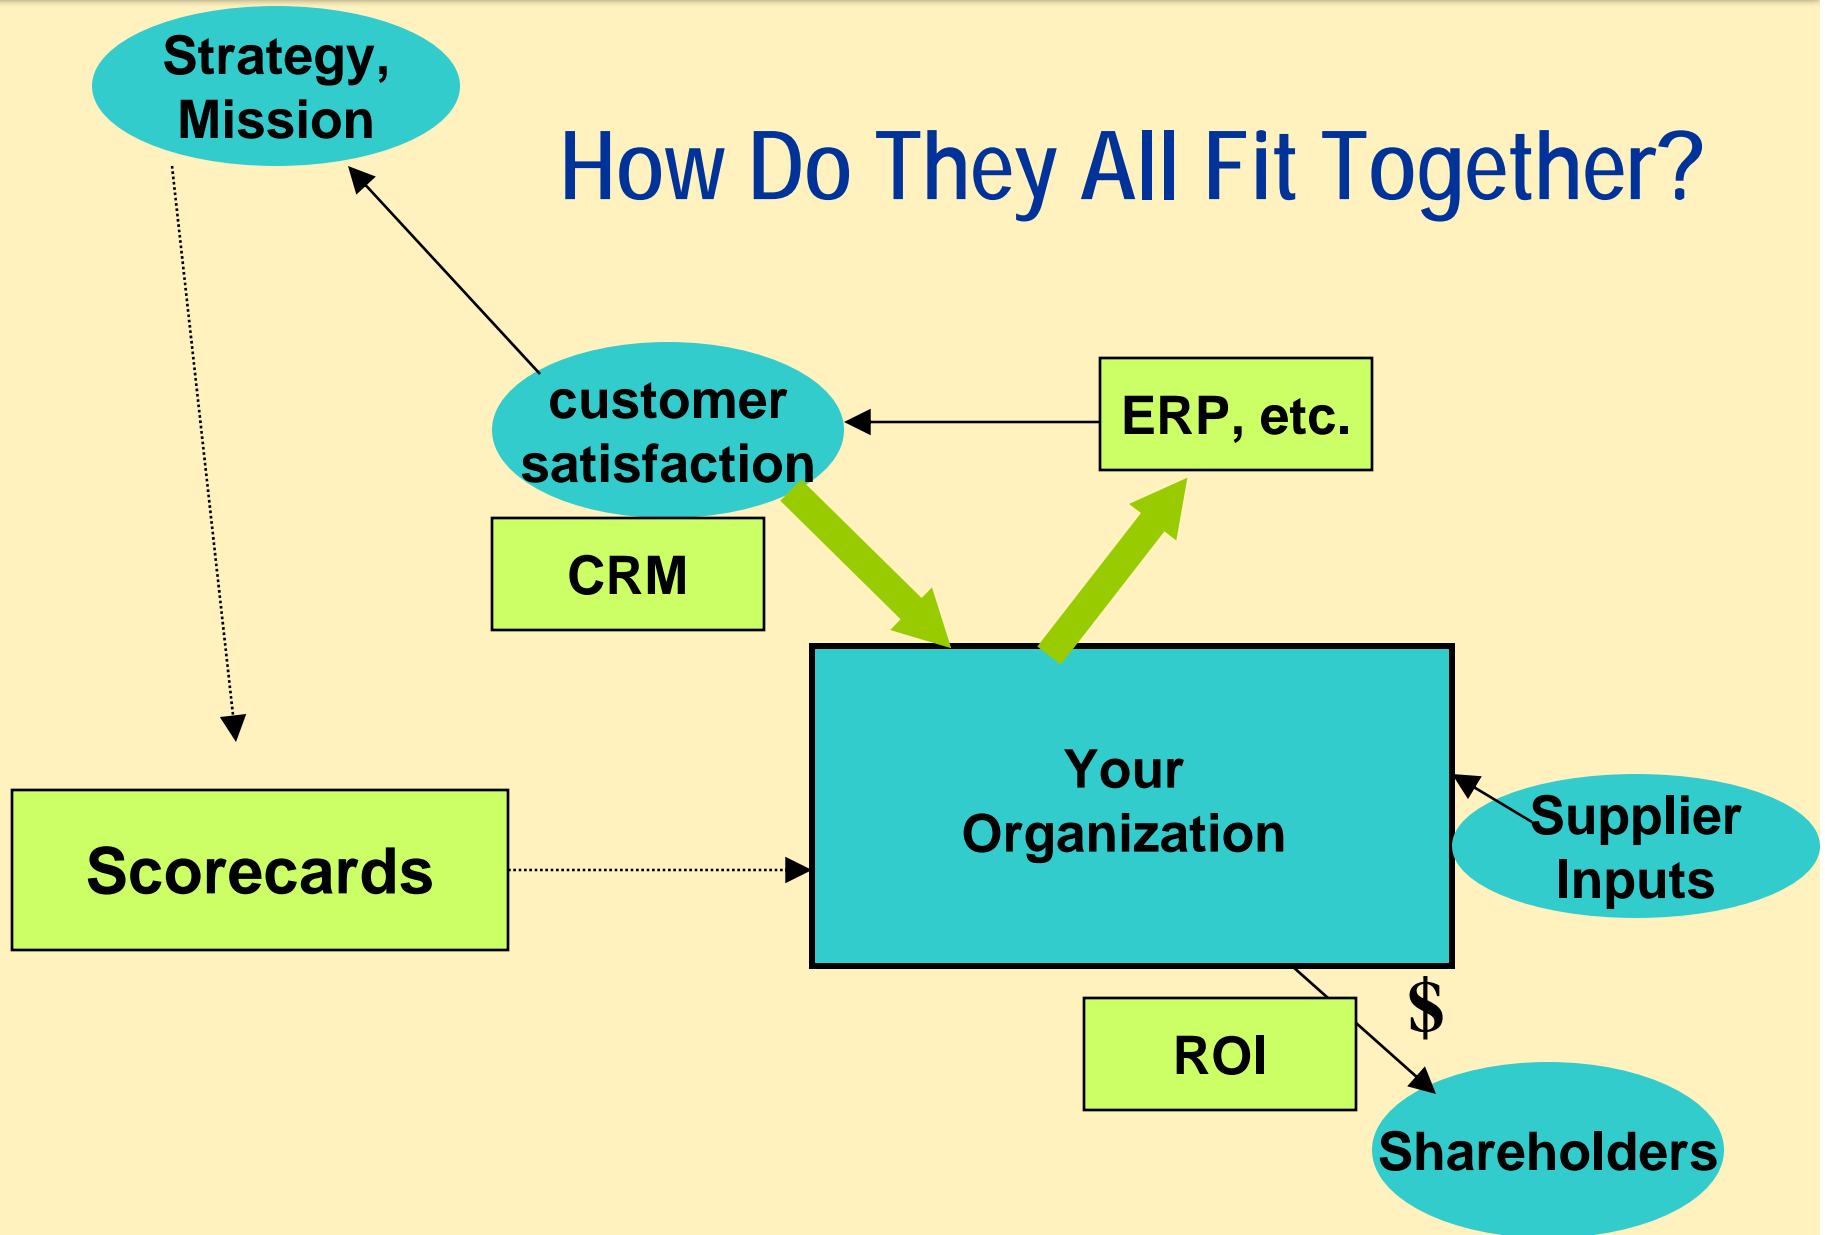 Strategy,
Mission
How Do They All Fit Together?
customer
satisfaction
ERP, etc.
CRM
Your
Organization
Supplier
Inputs
Scorecards
$
ROI
Shareholders